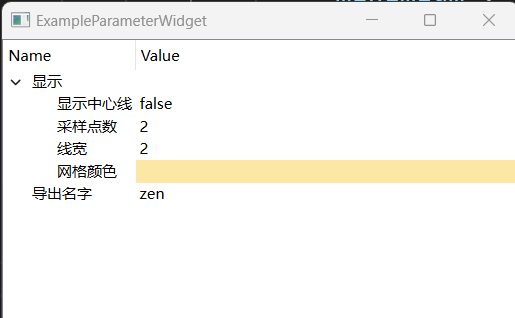 ExampleParameterWidget
Name Value
显示
显示中心线 false
采样点数 2
线宽 2
网格颜色
导出名字 zen